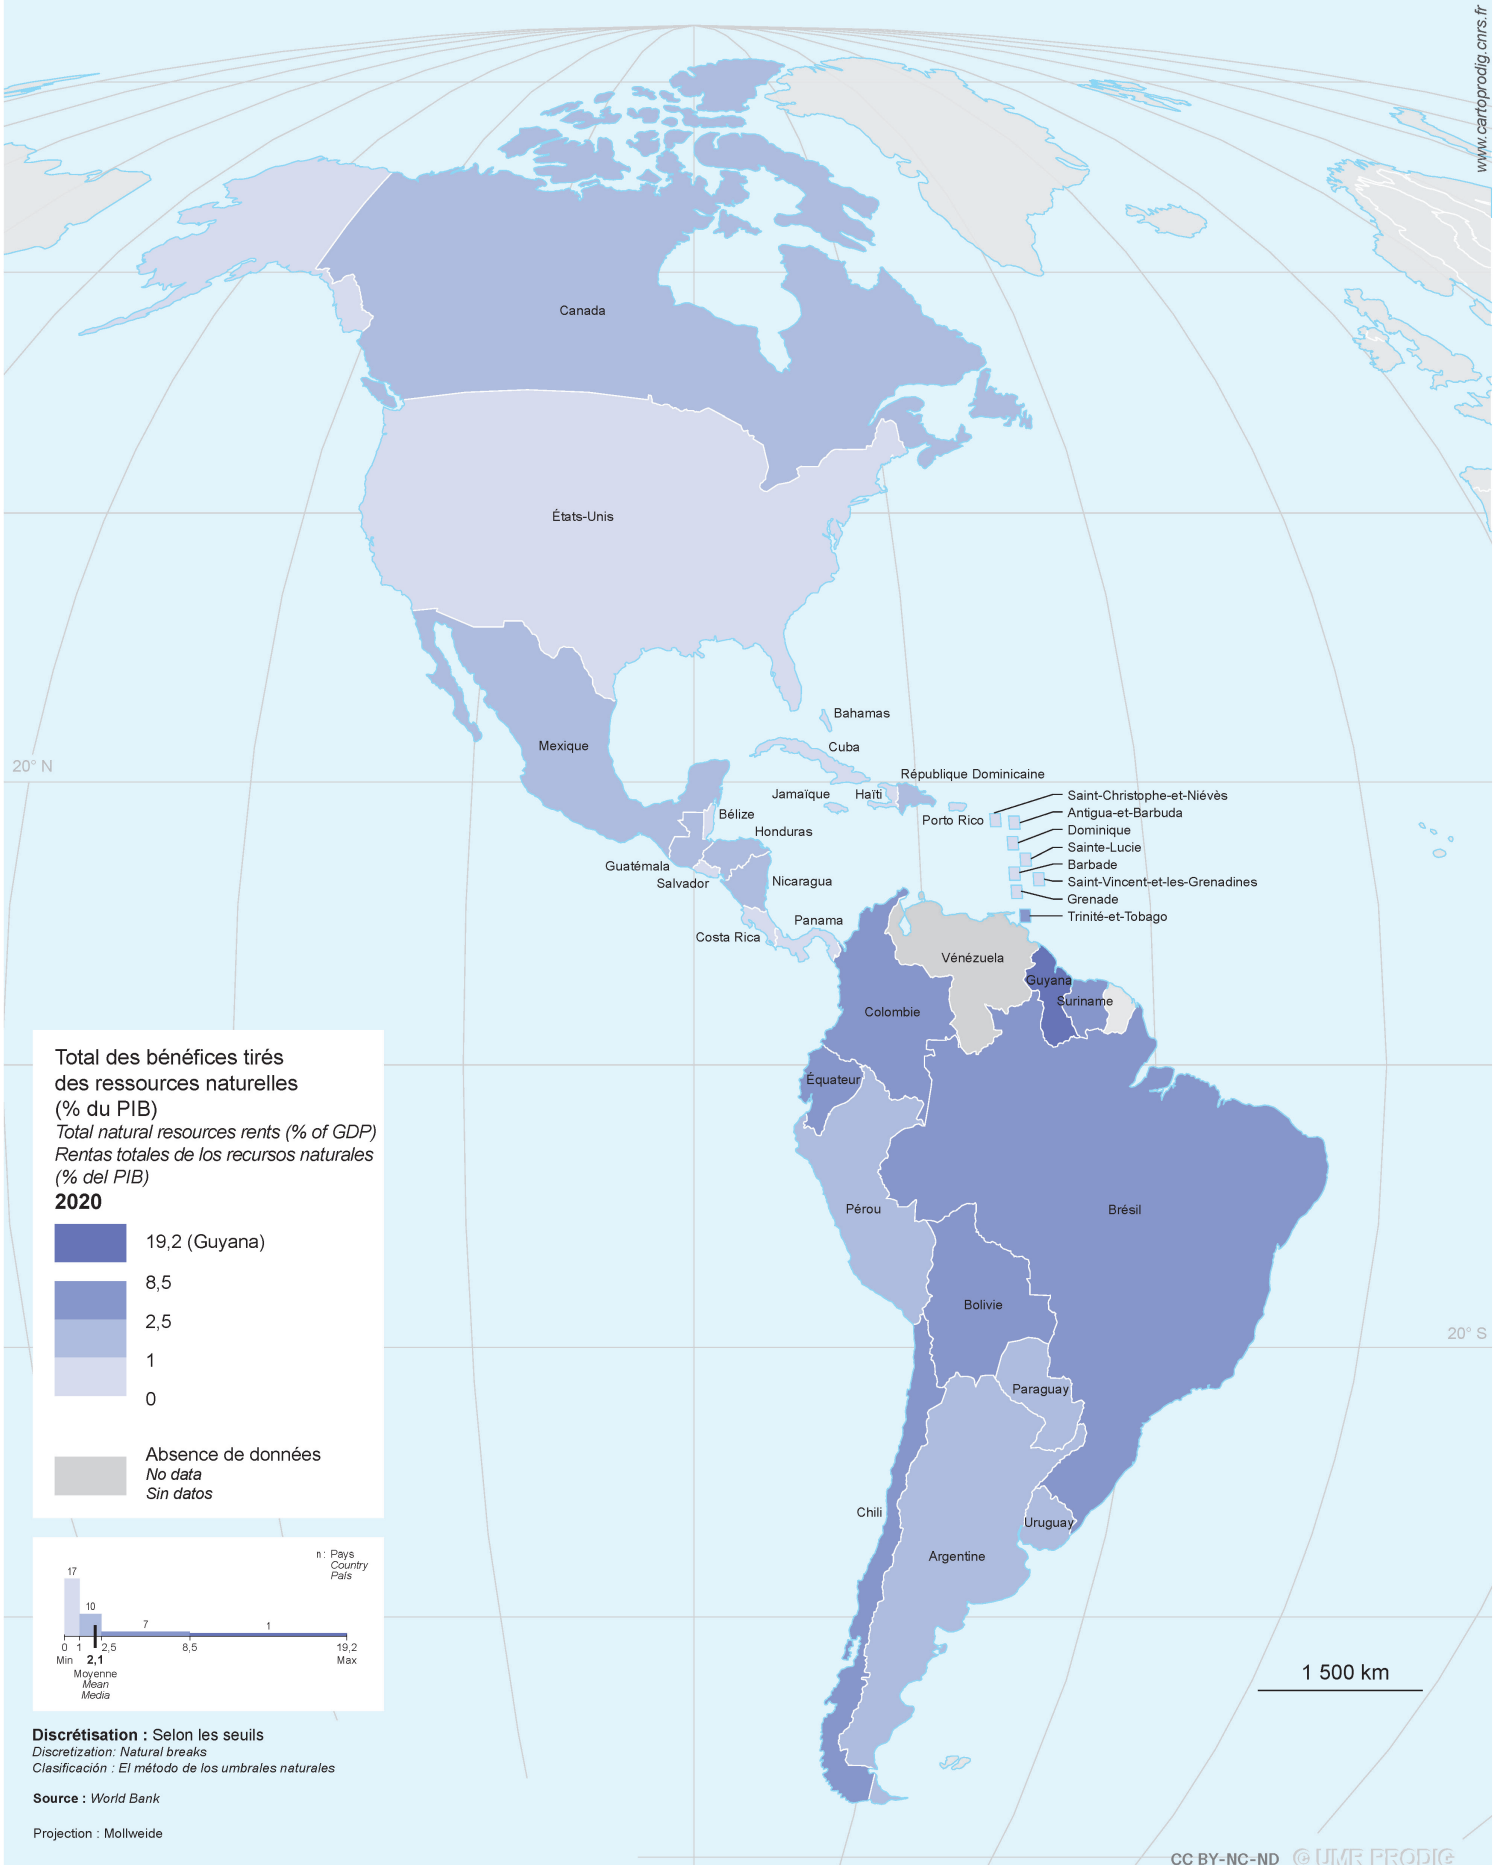 www.cartoprodig.cnrs.fr
Canada
États-Unis
Bahamas
Mexique
Cuba
20° N
République Dominicaine
Jamaïque
Haïti
Saint-Christophe-et-Niévès
Porto Rico
Antigua-et-Barbuda
Bélize
Dominique
Honduras
Sainte-Lucie
Guatémala
Barbade
Salvador
Nicaragua
Saint-Vincent-et-les-Grenadines
Grenade
Panama
Trinité-et-Tobago
Costa Rica
Vénézuela
Guyana
Suriname
Colombie
Équateur
Pérou
Brésil
Bolivie
20° S
Paraguay
Chili
Uruguay
Argentine
Total des bénéfices tirés
des ressources naturelles
(% du PIB)
Total natural resources rents (% of GDP)
Rentas totales de los recursos naturales
(% del PIB)
2020
19,2 (Guyana)
8,5
2,5
1
0
Absence de données
No data
Sin datos
n : Pays
Country
País
17
10
7
1
0 1 2,5 8,5 19,2
Min 2,1 Max
Moyenne
Mean
Media
1 500 km
Discrétisation : Selon les seuils
Discretization: Natural breaks
Clasificación : El método de los umbrales naturales
Source : World Bank
Projection : Mollweide
CC BY-NC-ND © UMR PRODIG